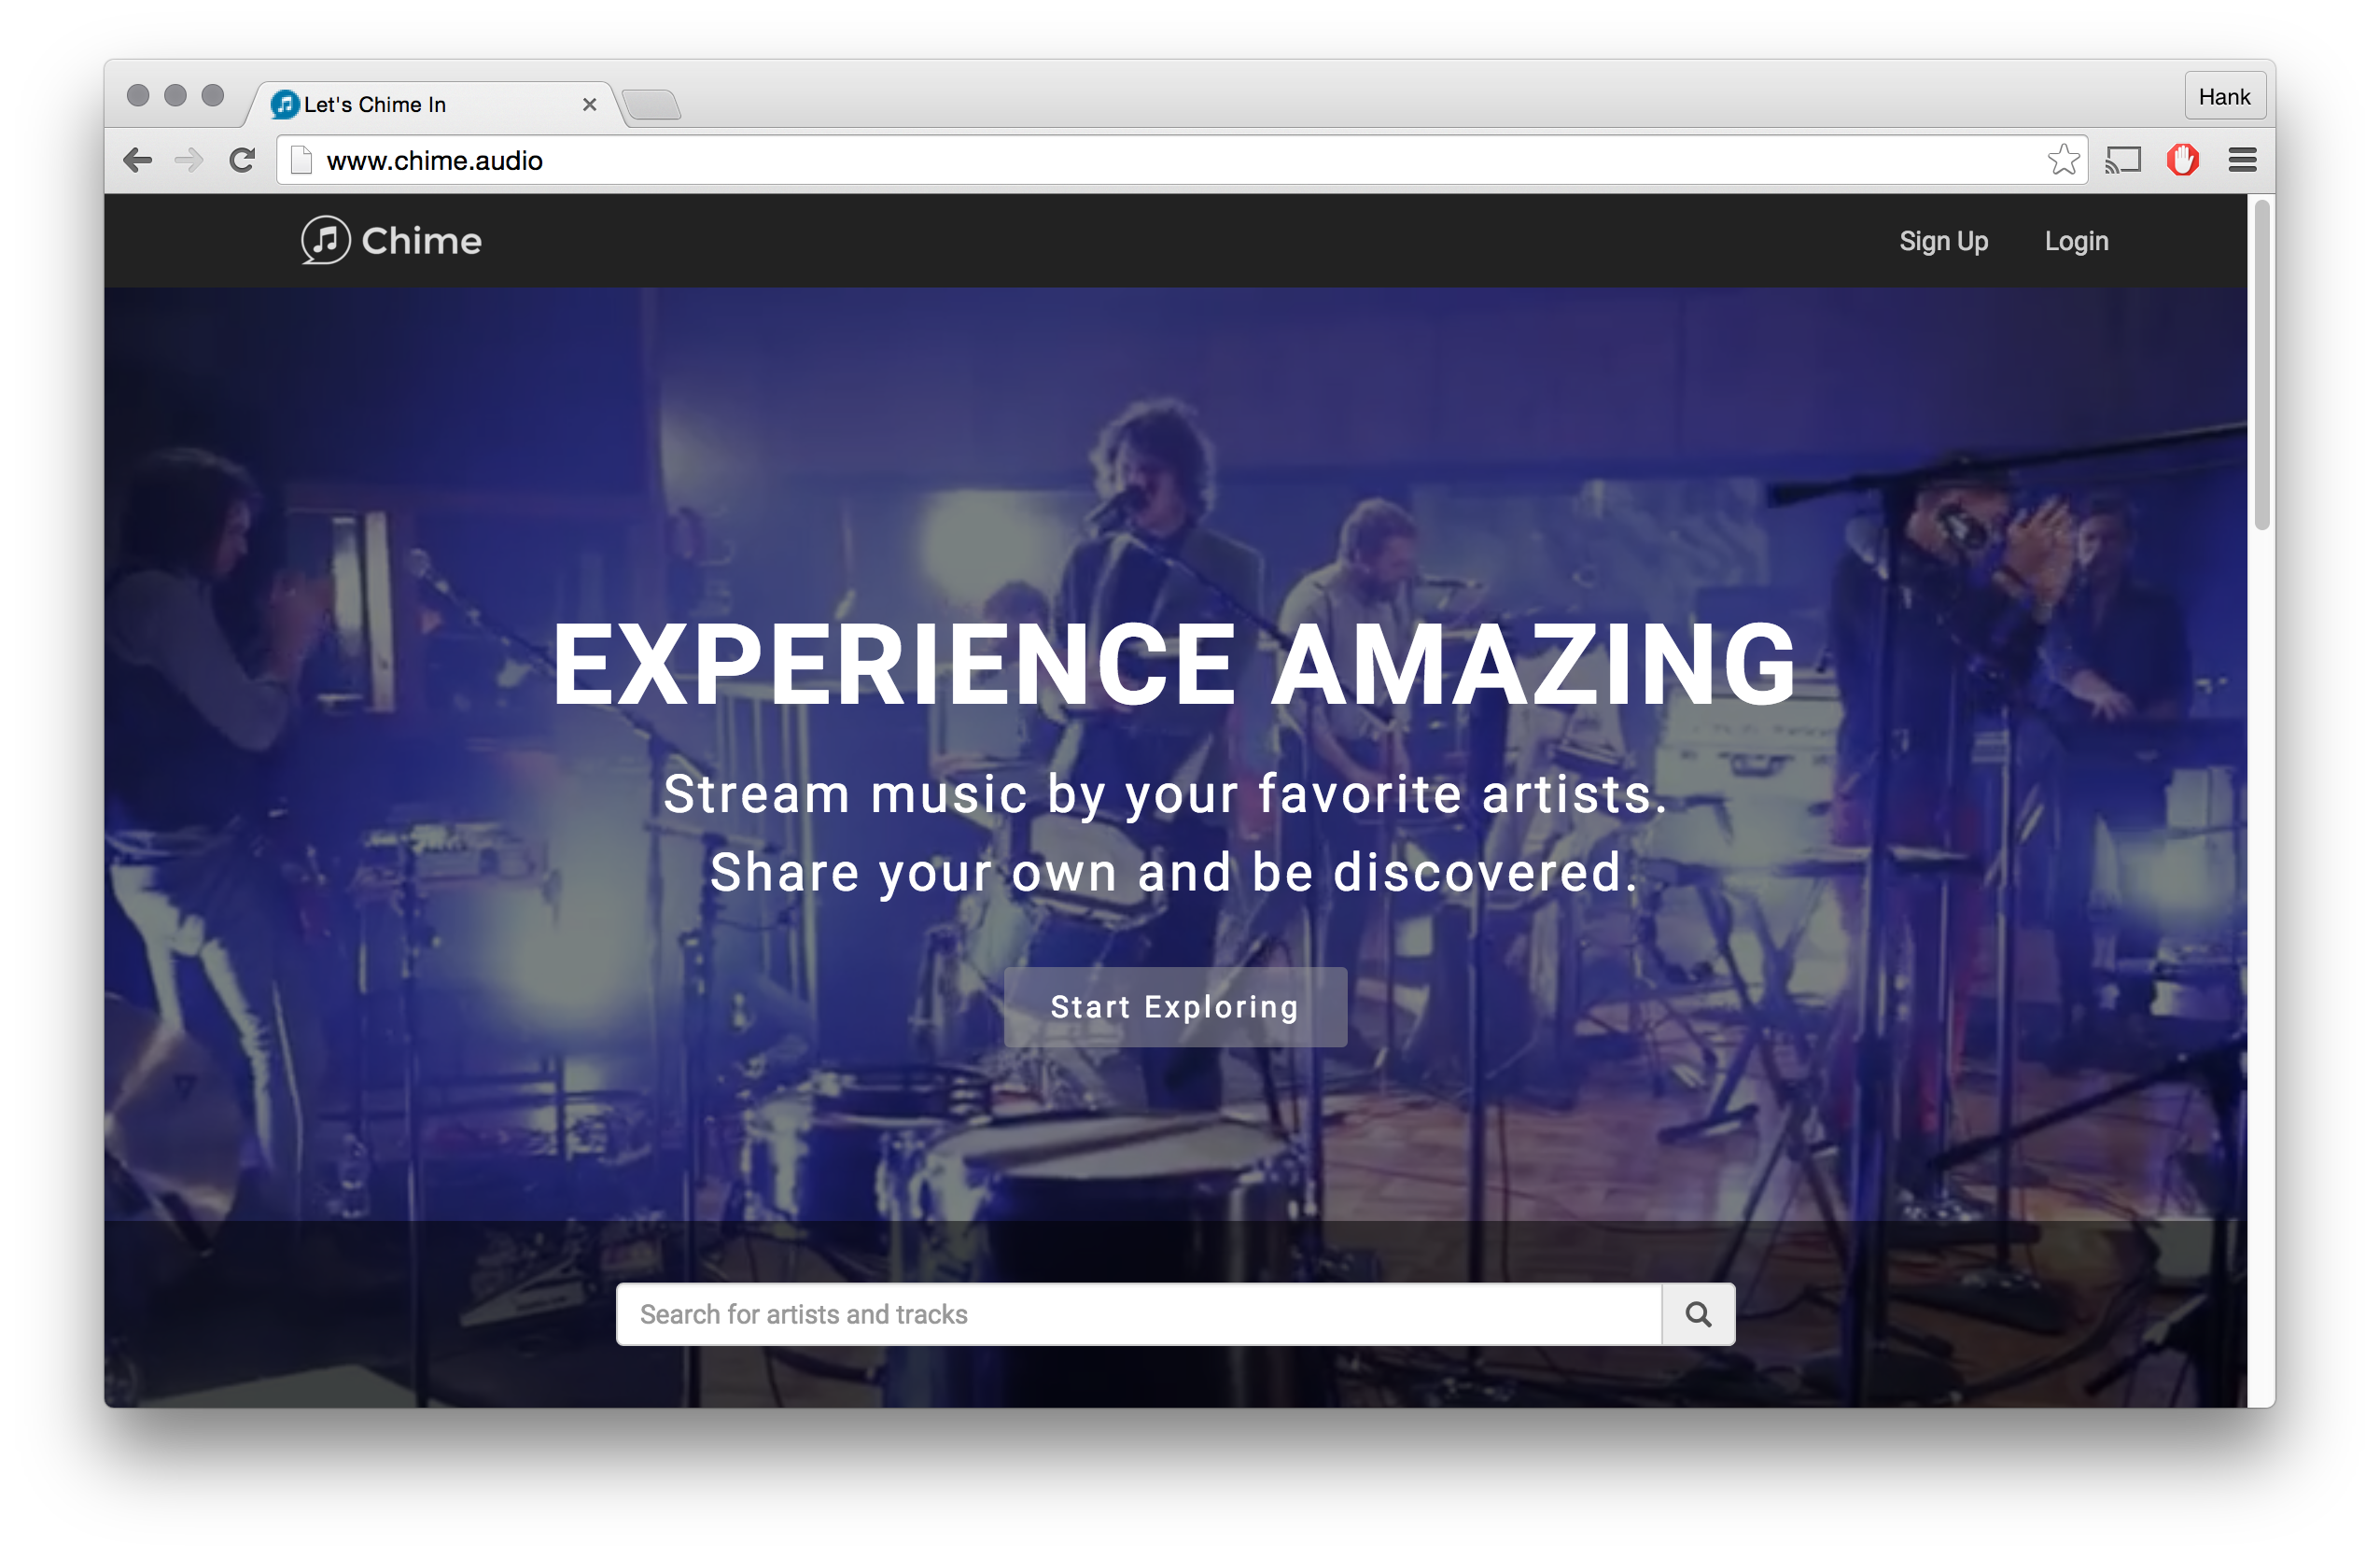 Let's Chime In
Hank
www.chime.audio
Chime
Sign Up
Login
EXPERIENCE AMAZING
Stream music by your favorite artists.
Share your own and be discovered.
Start Exploring
Search for artists and tracks